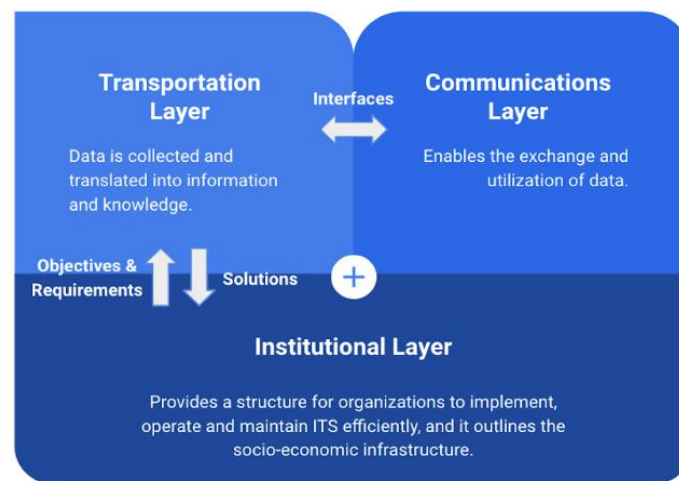 Transportation
Layer
Data is collected and
translated into information
and knowledge.
Interfaces
Communications
Layer
Enables the exchange and
utilization of data.
Objectives &
Requirements
Solutions
Institutional Layer
Provides a structure for organizations to implement,
operate and maintain ITS efficiently, and it outlines the
socio-economic infrastructure.